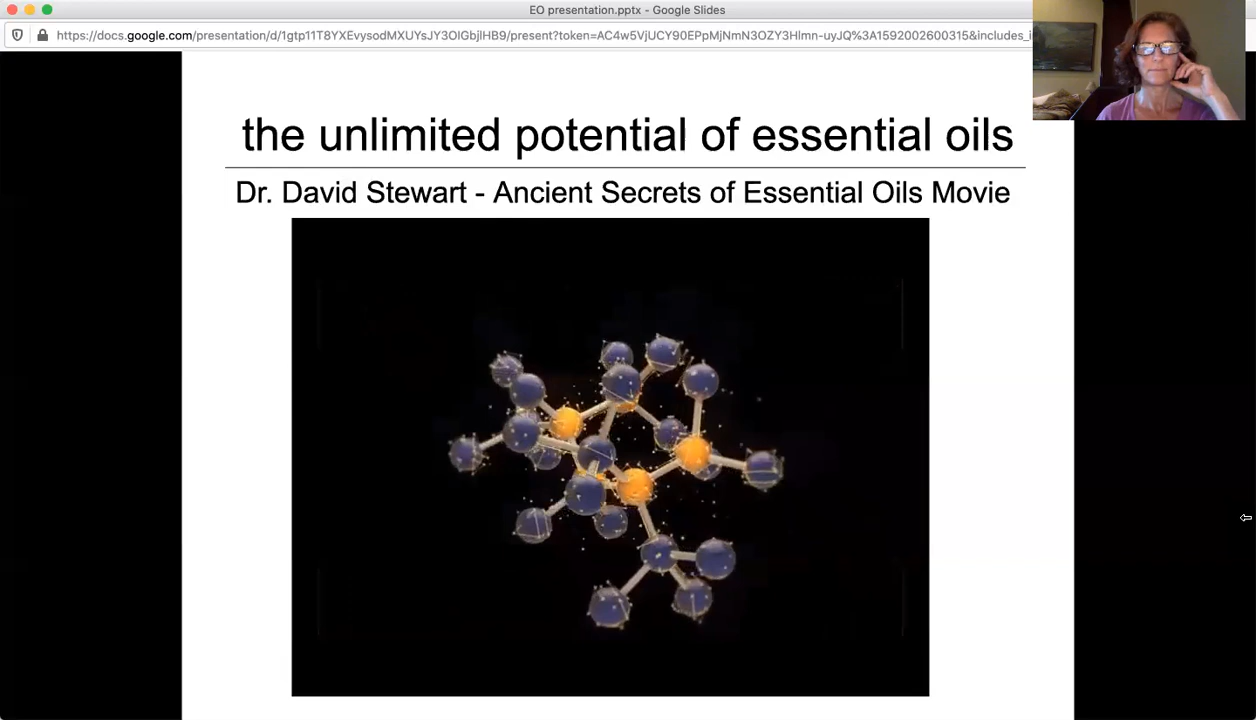 EO presentation.pptx - Google Slides
https://docs.google.com/presentation/d/1gtp11T8YXEvysodMXUYsJY3OIGbjlHB9/present?token=AC4w5VjUCY90EPpMjNmN3OZY3Hlmn-uyJQ%3A1592002600315&includes_i
the unlimited potential of essential oils
Dr. David Stewart - Ancient Secrets of Essential Oils Movie